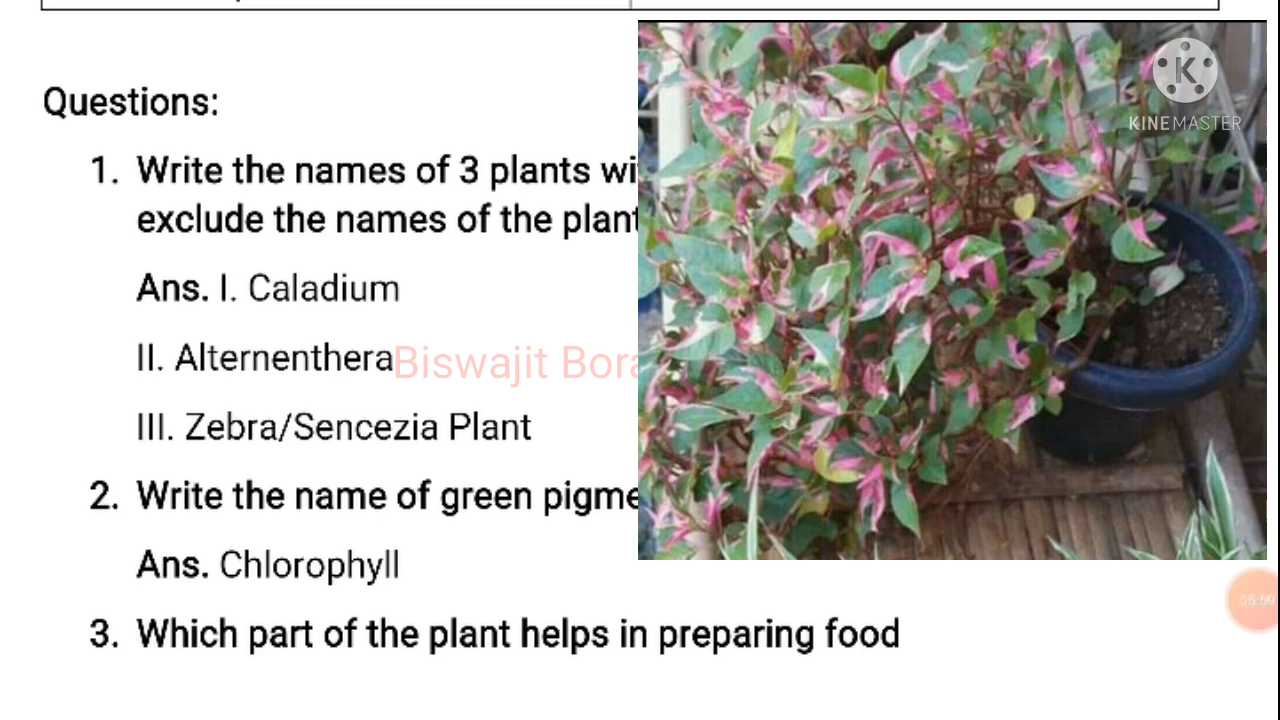 Questions:
1. Write the names of 3 plants wi
exclude the names of the plant
Ans. I. Caladium
II. Alternenthera
Biswajit Bora
III. Zebra/Sencezia Plant
2. Write the name of green pigme
Ans. Chlorophyll
3. Which part of the plant helps in preparing food
K
KINEMASTER
05:59